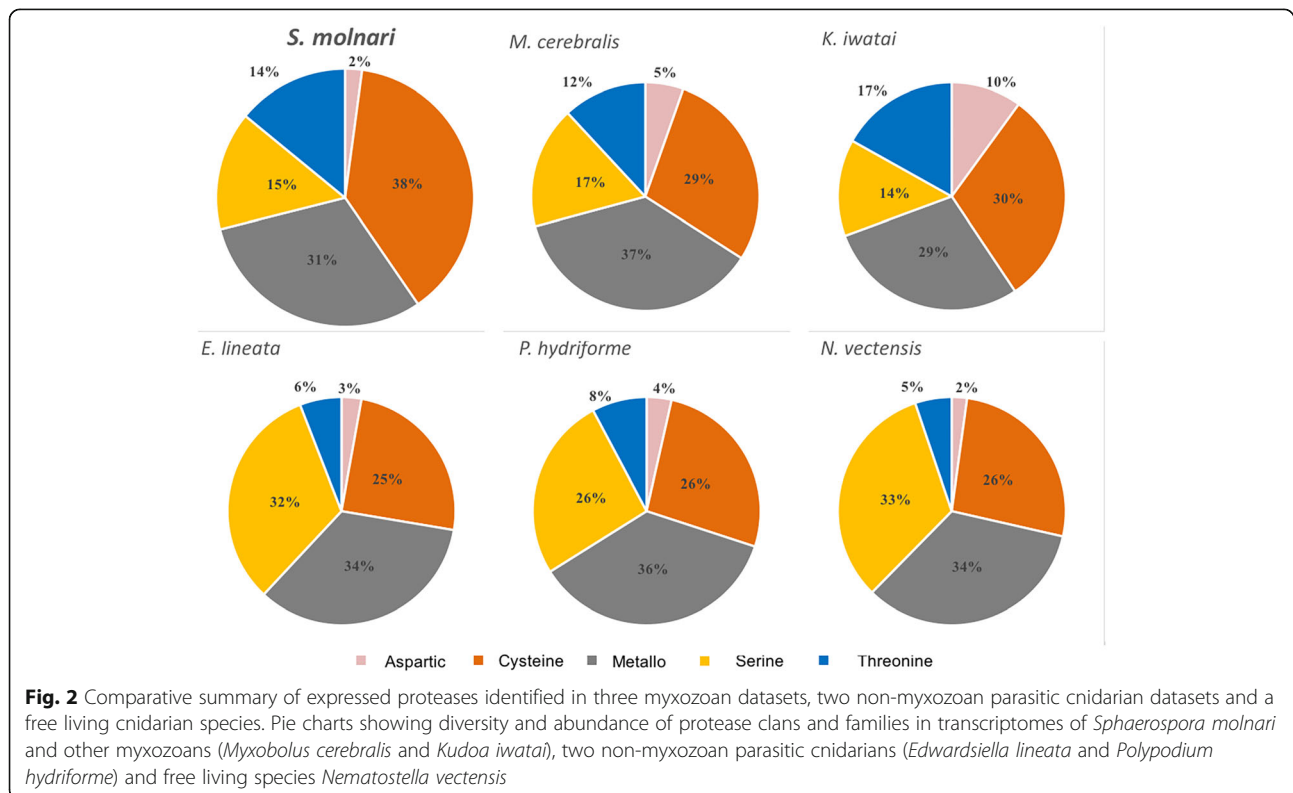 S. molnari
M. cerebralis
K. iwatai
14%
2%
38%
31%
15%
12%
5%
29%
37%
17%
17%
10%
30%
29%
14%
E. lineata
P. hydriforme
N. vectensis
6%
3%
25%
34%
32%
8%
4%
26%
36%
26%
5%
2%
26%
34%
33%
Aspartic Cysteine Metallo Serine Threonine
Fig. 2 Comparative summary of expressed proteases identified in three myxozoan datasets, two non-myxozoan parasitic cnidarian datasets and a
free living cnidarian species. Pie charts showing diversity and abundance of protease clans and families in transcriptomes of Sphaerospora molnari
and other myxozoans (Myxobolus cerebralis and Kudoa iwatai), two non-myxozoan parasitic cnidarians (Edwardsiella lineata and Polypodium
hydriforme) and free living species Nematostella vectensis